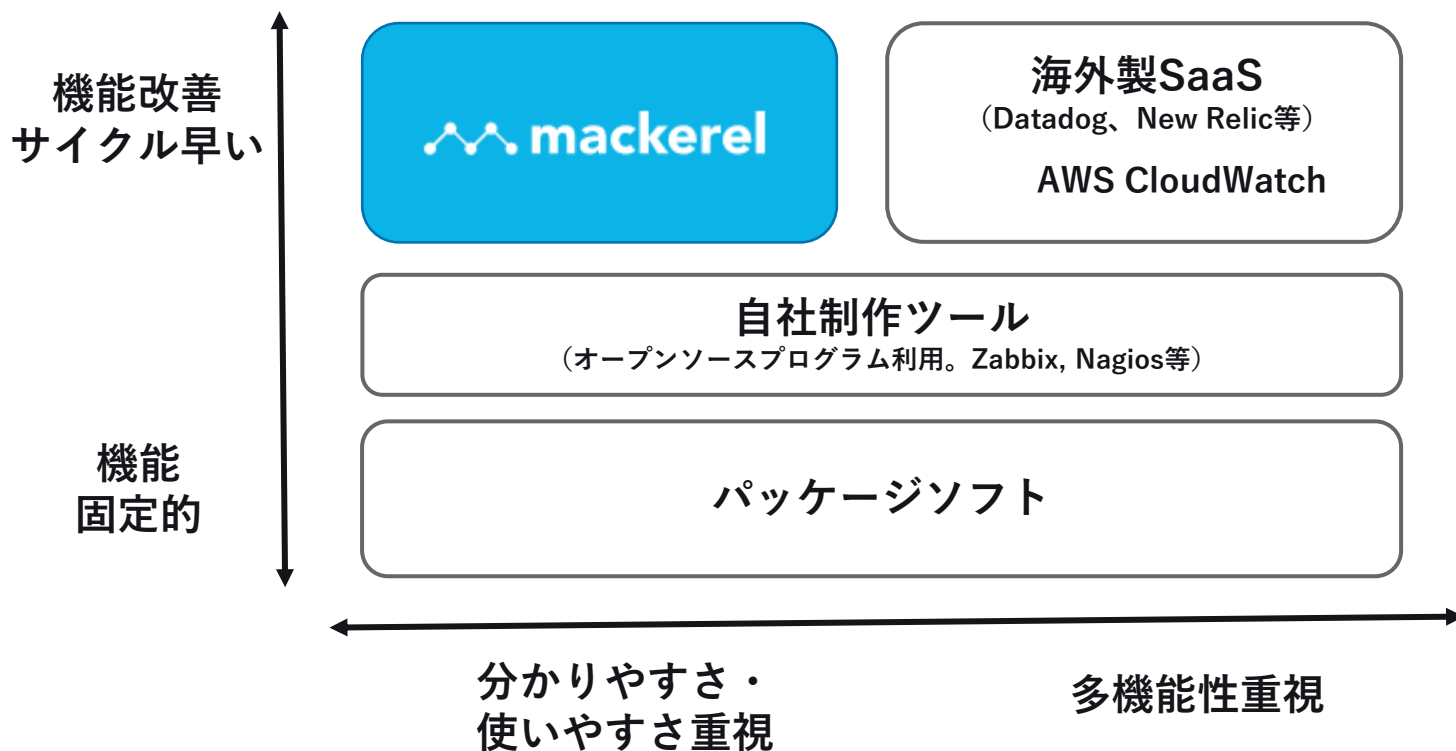 機能改善
サイクル早い
mackerel
海外製SaaS
（Datadog、New Relic等）
AWS CloudWatch
自社制作ツール
（オープンソースプログラム利用。Zabbix, Nagios等）
機能
固定的
パッケージソフト
分かりやすさ・
使いやすさ重視
多機能性重視